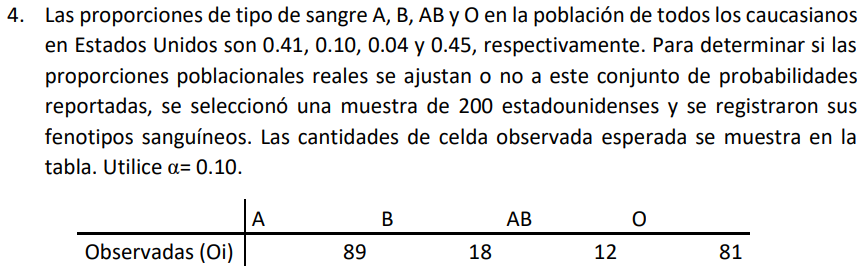 4. Las proporciones de tipo de sangre A, B, AB y O en la población de todos los caucasianos
en Estados Unidos son 0.41, 0.10, 0.04 y 0.45, respectivamente. Para determinar si las
proporciones poblacionales reales se ajustan o no a este conjunto de probabilidades
reportadas, se seleccionó una muestra de 200 estadounidenses y se registraron sus
fenotipos sanguíneos. Las cantidades de celda observada esperada se muestra en la
tabla. Utilice α= 0.10.
A B AB O
Observadas (Oi) 89 18 12 81